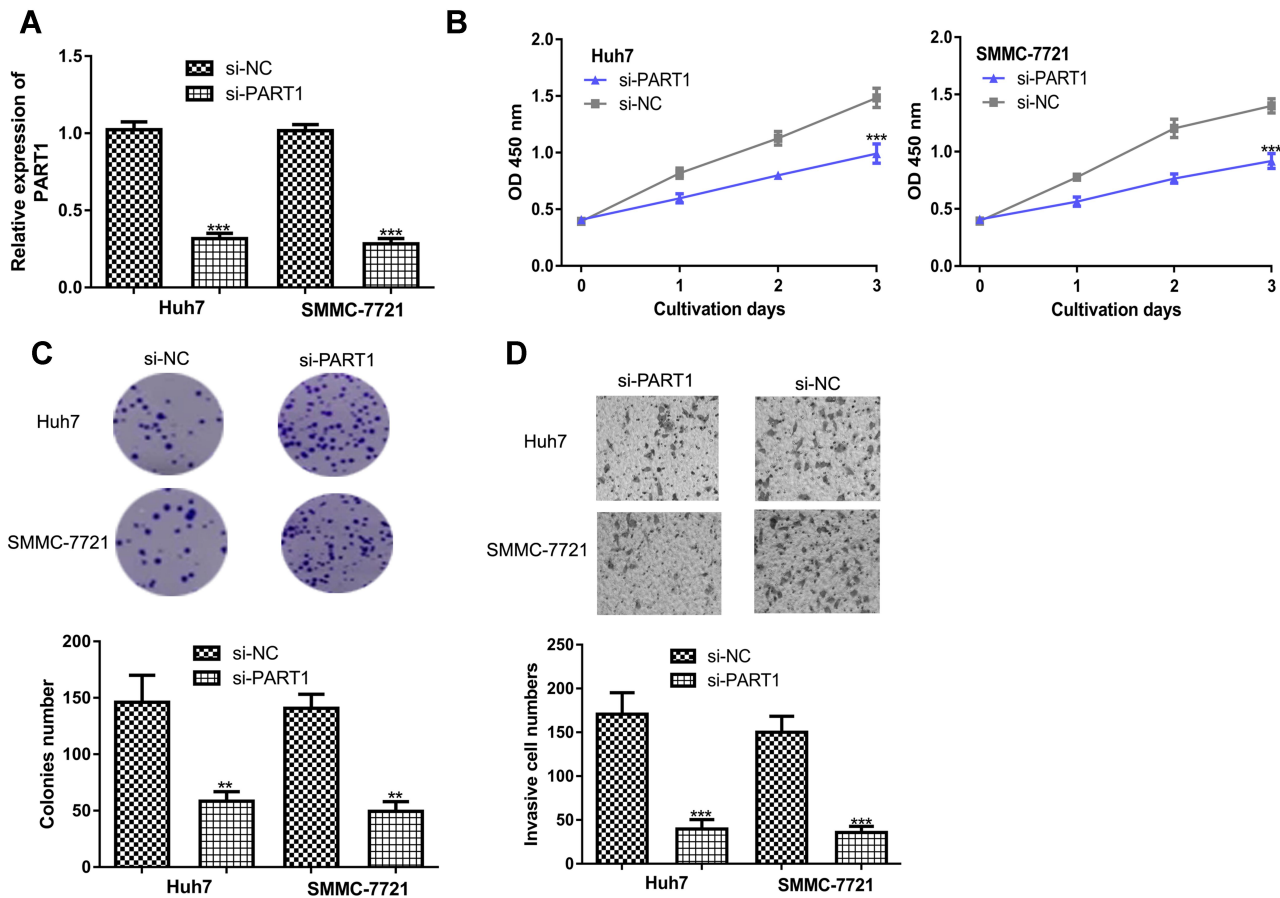 A
1.5
1.0
0.5
0.0
Relative expression of
PART1
si-NC
si-PART1
***
***
Huh7
SMMC-7721
B
2.0
1.5
1.0
0.5
0.0
OD 450 nm
Huh7
si-PART1
si-NC
***
0 1 2 3
Cultivation days
2.0
1.5
1.0
0.5
0.0
OD 450 nm
SMMC-7721
si-PART1
si-NC
***
0 1 2 3
Cultivation days
C
si-NC si-PART1
Huh7
SMMC-7721
200
150
100
50
0
Colonies number
si-NC
si-PART1
**
**
Huh7
SMMC-7721
D
si-PART1 si-NC
Huh7
SMMC-7721
250
200
150
100
50
0
Invasive cell numbers
si-NC
si-PART1
***
***
Huh7
SMMC-7721